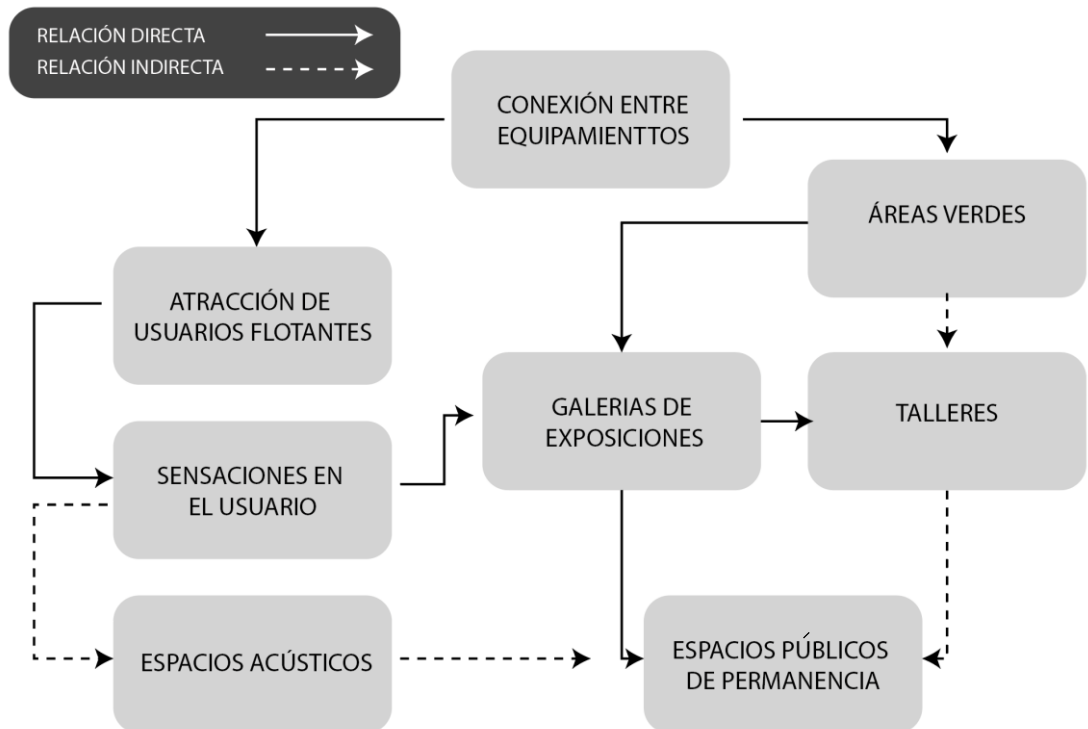 RELACIÓN DIRECTA
RELACIÓN INDIRECTA
CONEXIÓN ENTRE
EQUIPAMIENTTOS
ÁREAS VERDES
ATRACCIÓN DE
USUARIOS FLOTANTES
GALERIAS DE
EXPOSICIONES
TALLERES
SENSACIONES EN
EL USUARIO
ESPACIOS ACÚSTICOS
ESPACIOS PÚBLICOS
DE PERMANENCIA